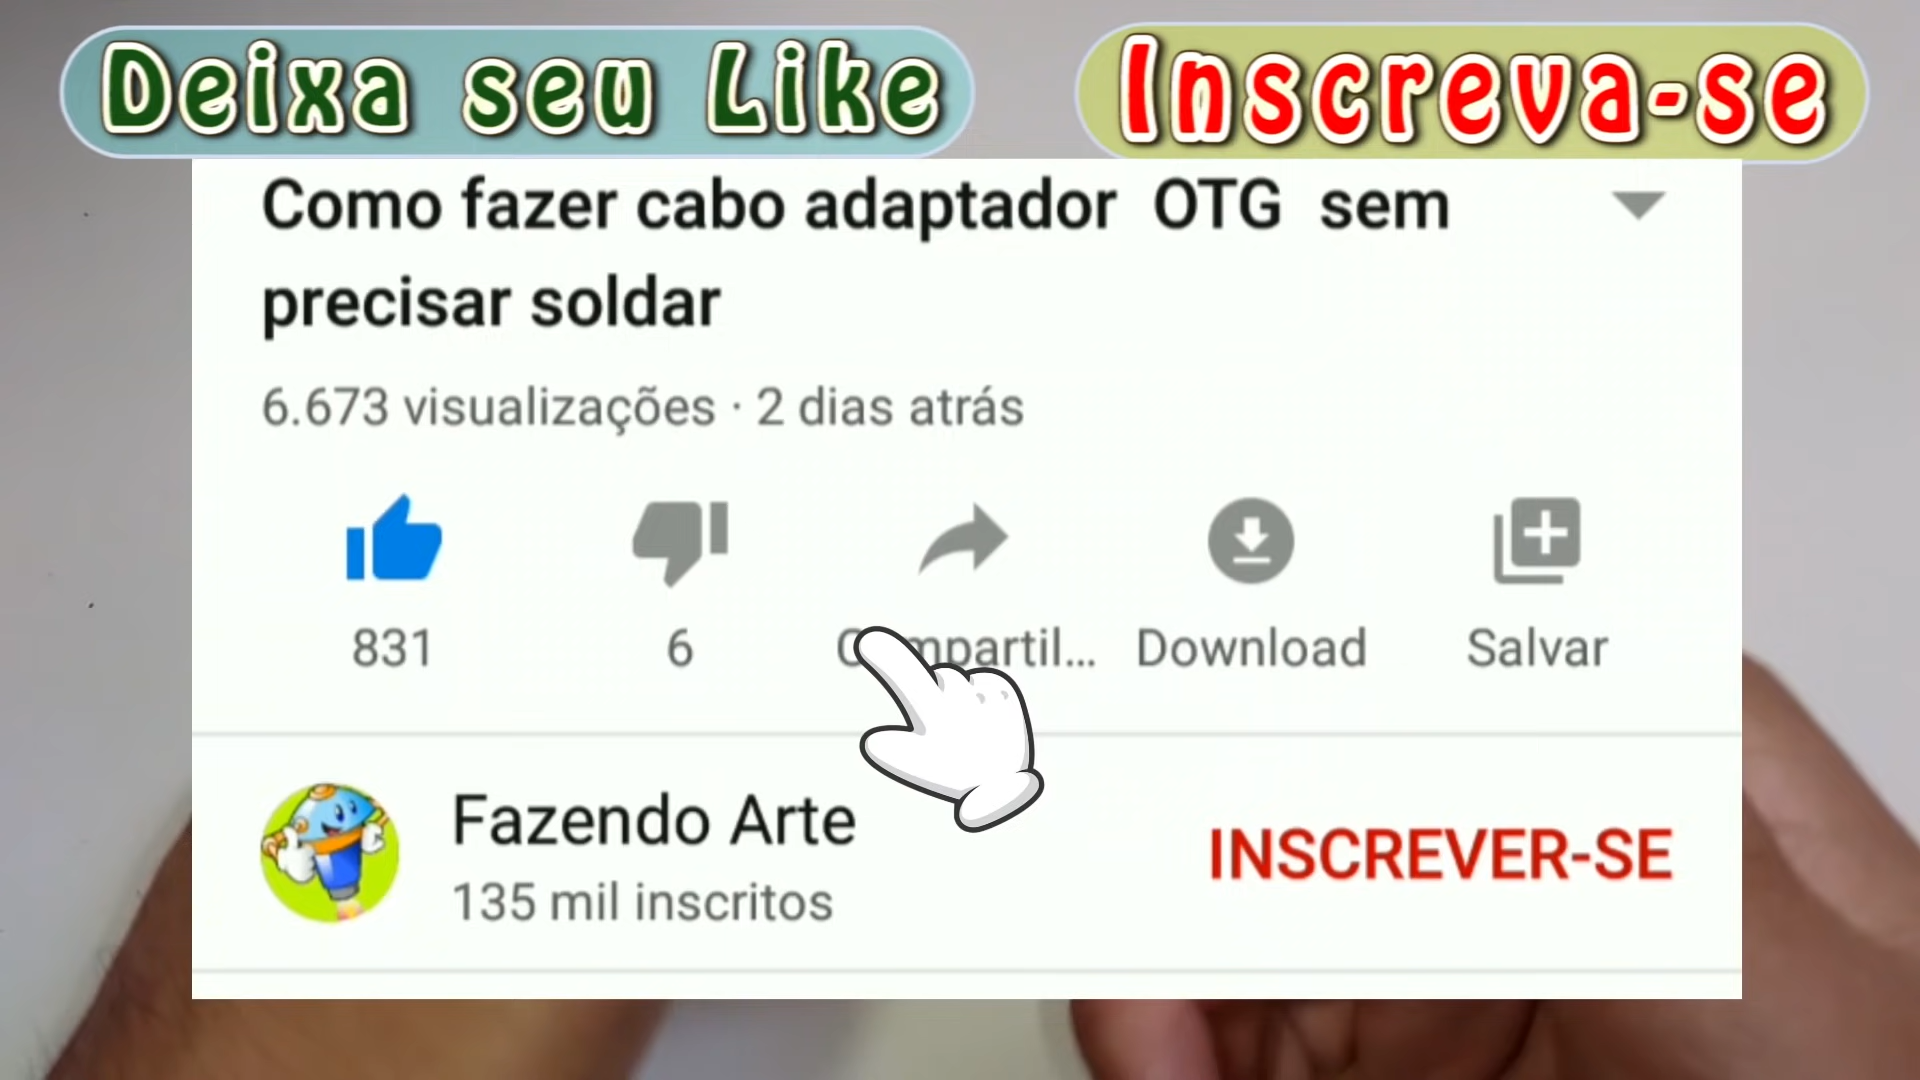 Deixa seu Like
Inscreva-se
Como fazer cabo adaptador OTG sem
precisar soldar
6.673 visualizações · 2 dias atrás
831
6
Download
Salvar
Fazendo Arte
135 mil inscritos
INSCREVER-SE